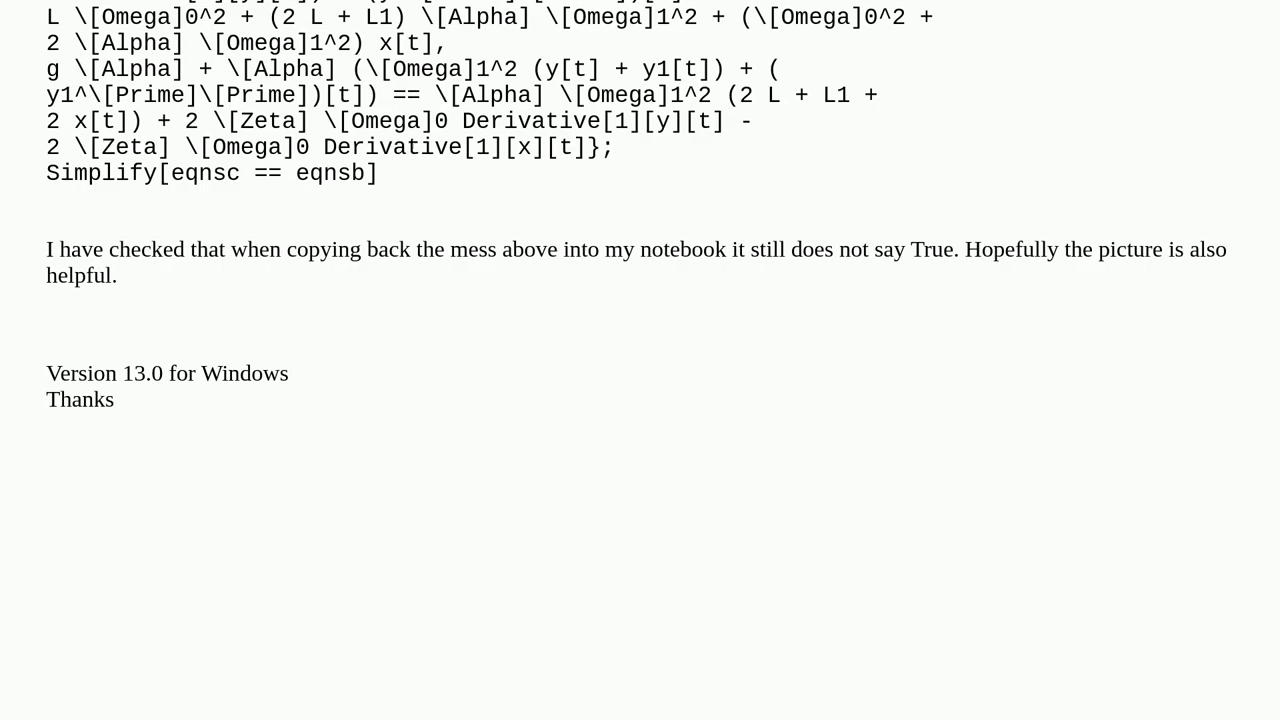 L \[Omega]0^2 + (2 L + L1) \[Alpha] \[Omega]1^2 + (\[Omega]0^2 +
2 \[Alpha] \[Omega]1^2) x[t],
g \[Alpha] + \[Alpha] (\[Omega]1^2 (y[t] + y1[t]) + (
y1^\[Prime]\[Prime])[t]) == \[Alpha] \[Omega]1^2 (2 L + L1 +
2 x[t]) + 2 \[Zeta] \[Omega]0 Derivative[1][y][t] -
2 \[Zeta] \[Omega]0 Derivative[1][x][t]};
Simplify[eqnsc == eqnsb]
I have checked that when copying back the mess above into my notebook it still does not say True. Hopefully the picture is also
helpful.
Version 13.0 for Windows
Thanks